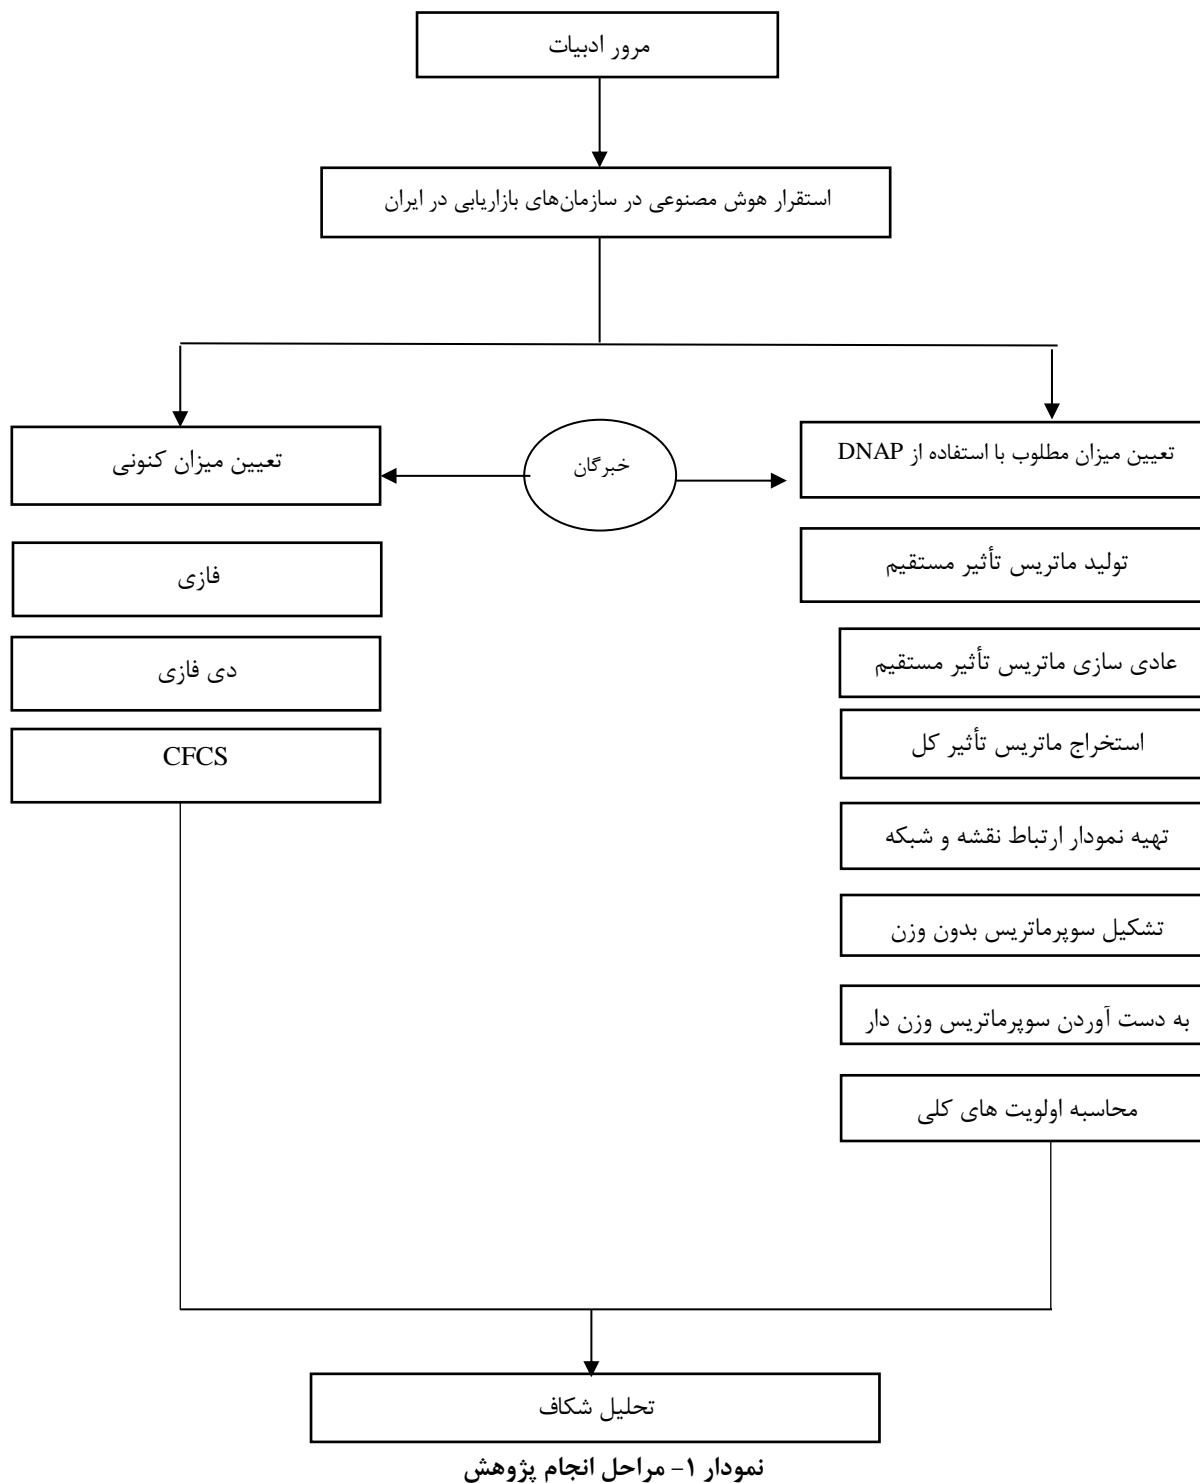 مرور ادبیات
استقرار هوش مصنوعی در سازمان‌های بازاریابی در ایران
تعیین میزان مطلوب با استفاده از DNAP
خبرگان
تعیین میزان کنونی
تولید ماتریس تأثیر مستقیم
عادی سازی ماتریس تأثیر مستقیم
استخراج ماتریس تأثیر کل
تهیه نمودار ارتباط نقشه و شبکه
تشکیل سوپرماتریس بدون وزن
به دست آوردن سوپرماتریس وزن دار
محاسبه اولویت های کلی
فازی
دی فازی
CFCS
تحلیل شکاف
نمودار ۱- مراحل انجام پژوهش